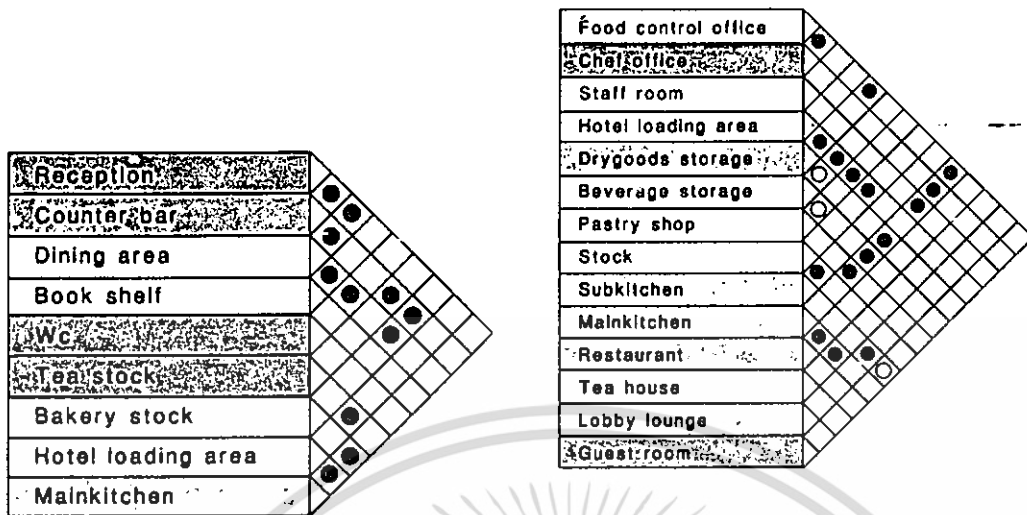 Reception
Counter bar
Dining area
Book shelf
Wc
Tea stock
Bakery stock
Hotel loading area
Mainkitchen
Food control office
Chef office
Staff room
Hotel loading area
Drygoods storage
Beverage storage
Pastry shop
Stock
Subkitchen
Mainkitchen
Restaurant
Tea house
Lobby lounge
Guest room